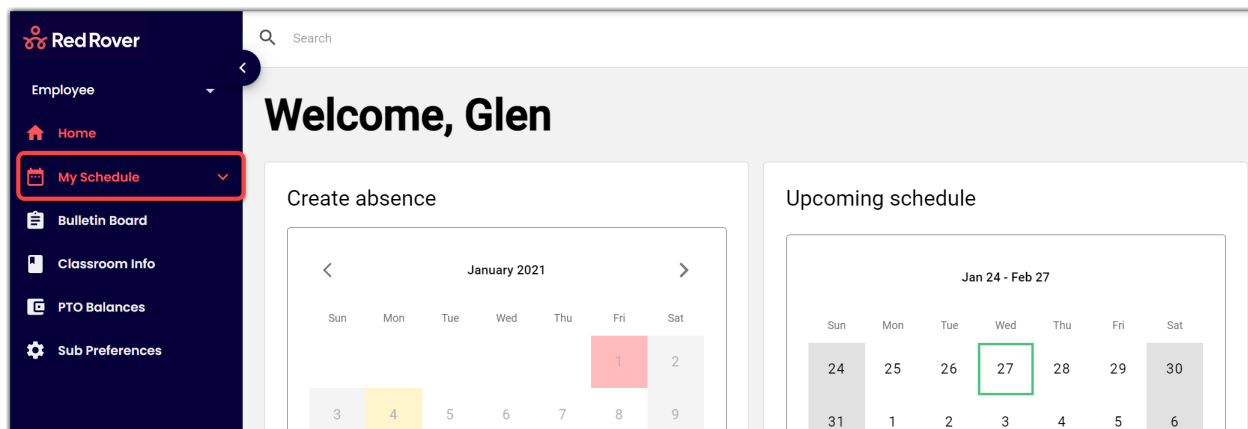 Red Rover
Search
Employee
Home
My Schedule
Bulletin Board
Classroom Info
PTO Balances
Sub Preferences
Welcome, Glen
Create absence
January 2021
Sun Mon Tue Wed Thu Fri Sat
1 2
3 4 5 6 7 8 9
Upcoming schedule
Jan 24 - Feb 27
Sun Mon Tue Wed Thu Fri Sat
24 25 26 27 28 29 30
31 1 2 3 4 5 6